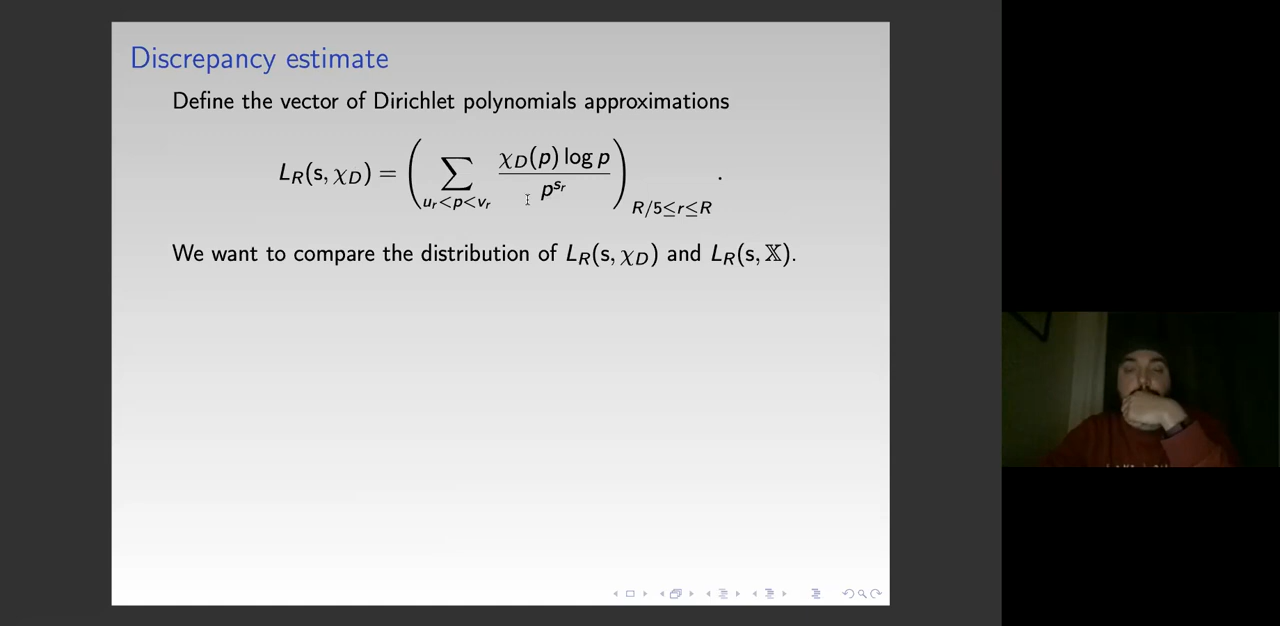 Discrepancy estimate
Define the vector of Dirichlet polynomials approximations
L_R(s, χ_D) = ( ∑_{u_r<p<v_r} χ_D(p) log p / p^{s_r} )_{R/5≤r≤R} .
We want to compare the distribution of L_R(s, χ_D) and L_R(s, 𝕏).